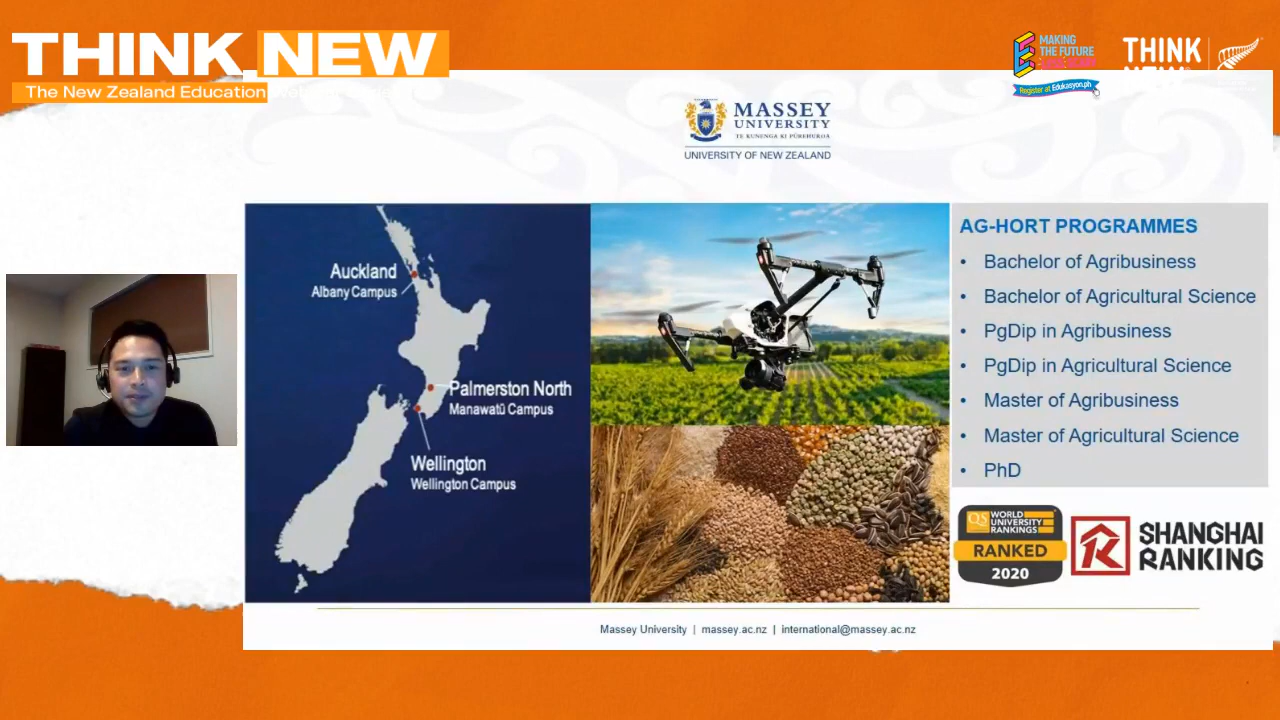 THINK NEW
The New Zealand Education
MAKING
THE FUTURE
LESS SCARY
Register at Edukasyon.ph
THINK
NEW
MASSEY
UNIVERSITY
TE KUNENGA KI PŪREHUROA
UNIVERSITY OF NEW ZEALAND
Auckland
Albany Campus
Palmerston North
Manawatū Campus
Wellington
Wellington Campus
AG-HORT PROGRAMMES
• Bachelor of Agribusiness
• Bachelor of Agricultural Science
• PgDip in Agribusiness
• PgDip in Agricultural Science
• Master of Agribusiness
• Master of Agricultural Science
• PhD
QS WORLD
UNIVERSITY
RANKINGS
RANKED
2020
SHANGHAI
RANKING
Massey University | massey.ac.nz | international@massey.ac.nz